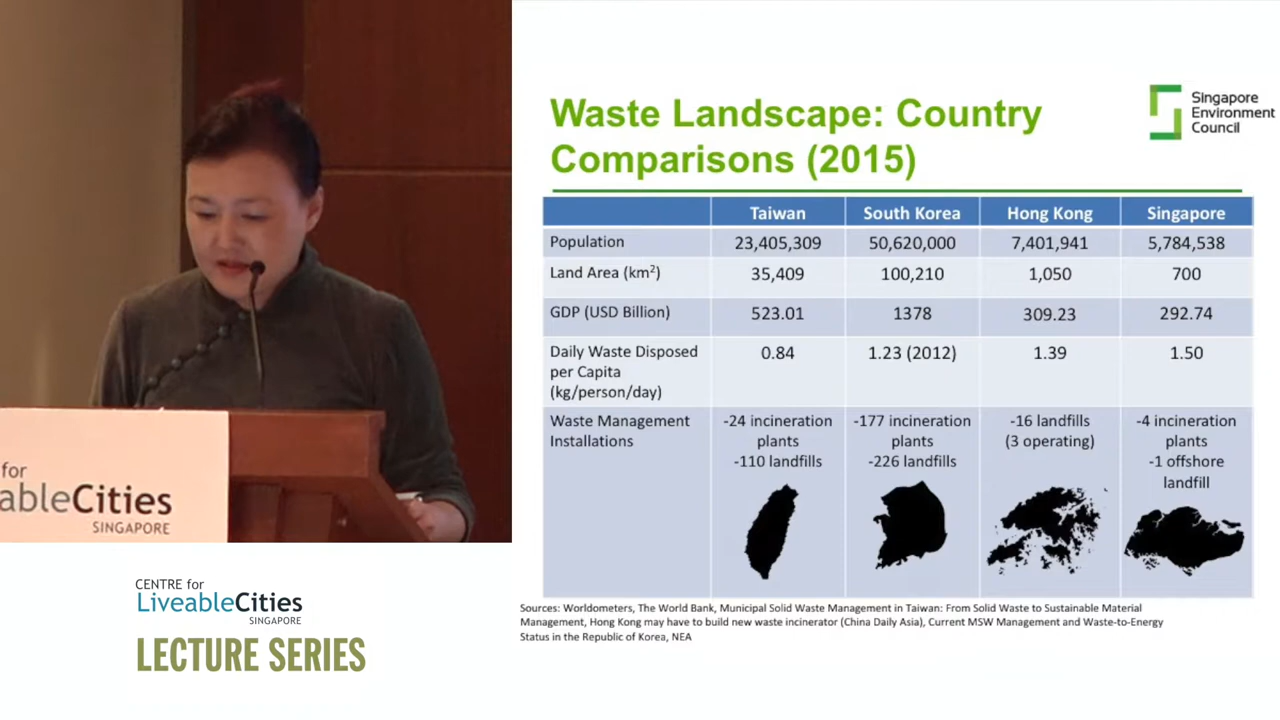 for
ableCities
SINGAPORE
CENTRE for
LiveableCities
SINGAPORE
LECTURE SERIES
Waste Landscape: Country
Comparisons (2015)
Singapore
Environment
Council
Taiwan South Korea Hong Kong Singapore
Population 23,405,309 50,620,000 7,401,941 5,784,538
Land Area (km²) 35,409 100,210 1,050 700
GDP (USD Billion) 523.01 1378 309.23 292.74
Daily Waste Disposed 0.84 1.23 (2012) 1.39 1.50
per Capita
(kg/person/day)
Waste Management -24 incineration -177 incineration -16 landfills -4 incineration
Installations plants plants (3 operating) plants
-110 landfills -226 landfills -1 offshore
landfill
Sources: Worldometers, The World Bank, Municipal Solid Waste Management in Taiwan: From Solid Waste to Sustainable Material
Management, Hong Kong may have to build new waste incinerator (China Daily Asia), Current MSW Management and Waste-to-Energy
Status in the Republic of Korea, NEA